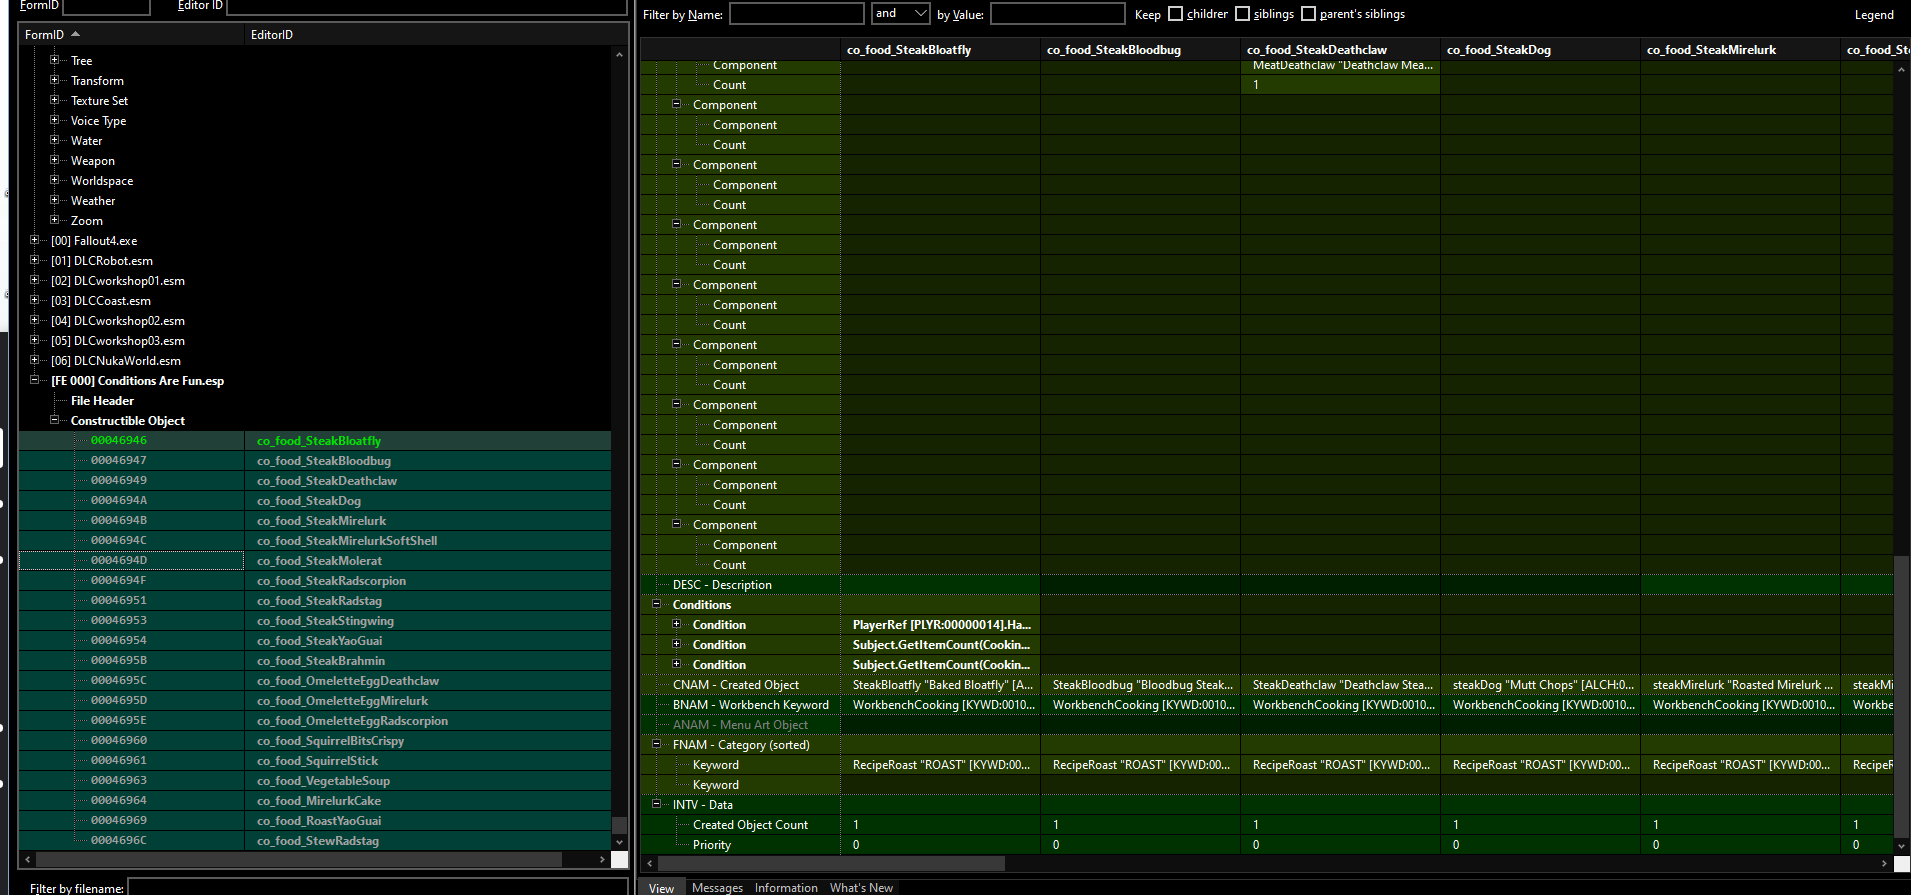 FormID Editor ID
FormID EditorID
Tree
Transform
Texture Set
Voice Type
Water
Weapon
Worldspace
Weather
Zoom
[00] Fallout4.exe
[01] DLCRobot.esm
[02] DLCworkshop01.esm
[03] DLCCoast.esm
[04] DLCworkshop02.esm
[05] DLCworkshop03.esm
[06] DLCNukaWorld.esm
[FE 000] Conditions Are Fun.esp
File Header
Constructible Object
00046946 co_food_SteakBloatfly
00046947 co_food_SteakBloodbug
00046949 co_food_SteakDeathclaw
0004694A co_food_SteakDog
0004694B co_food_SteakMirelurk
0004694C co_food_SteakMirelurkSoftShell
0004694D co_food_SteakMolerat
0004694F co_food_SteakRadscorpion
00046951 co_food_SteakRadstag
00046953 co_food_SteakStingwing
00046954 co_food_SteakYaoGuai
0004695B co_food_SteakBrahmin
0004695C co_food_OmeletteEggDeathclaw
0004695D co_food_OmeletteEggMirelurk
0004695E co_food_OmeletteEggRadscorpion
00046960 co_food_SquirrelBitsCrispy
00046961 co_food_SquirrelStick
00046963 co_food_VegetableSoup
00046964 co_food_MirelurkCake
00046969 co_food_RoastYaoGuai
0004696C co_food_StewRadstag
Filter by filename:
Filter by Name: and by Value: Keep children siblings parent's siblings Legend
co_food_SteakBloatfly co_food_SteakBloodbug co_food_SteakDeathclaw co_food_SteakDog co_food_SteakMirelurk co_food_St
Component MeatDeathclaw "Deathclaw Mea...
Count 1
Component
Component
Count
Component
Component
Count
Component
Component
Count
Component
Component
Count
Component
Component
Count
Component
Component
Count
Component
Component
Count
Component
Component
Count
DESC - Description
Conditions
Condition PlayerRef [PLYR:00000014].Ha...
Condition Subject.GetItemCount(Cookin...
Condition Subject.GetItemCount(Cookin...
CNAM - Created Object SteakBloatfly "Baked Bloatfly" [A... SteakBloodbug "Bloodbug Steak... SteakDeathclaw "Deathclaw Stea... steakDog "Mutt Chops" [ALCH:0... steakMirelurk "Roasted Mirelurk ... steakMi
BNAM - Workbench Keyword WorkbenchCooking [KYWD:0010... WorkbenchCooking [KYWD:0010... WorkbenchCooking [KYWD:0010... WorkbenchCooking [KYWD:0010... WorkbenchCooking [KYWD:0010... Workbe
ANAM - Menu Art Object
FNAM - Category (sorted)
Keyword RecipeRoast "ROAST" [KYWD:00... RecipeRoast "ROAST" [KYWD:00... RecipeRoast "ROAST" [KYWD:00... RecipeRoast "ROAST" [KYWD:00... RecipeRoast "ROAST" [KYWD:00... RecipeR
Keyword
INTV - Data
Created Object Count 1 1 1 1 1 1
Priority 0 0 0 0 0 0
View Messages Information What's New